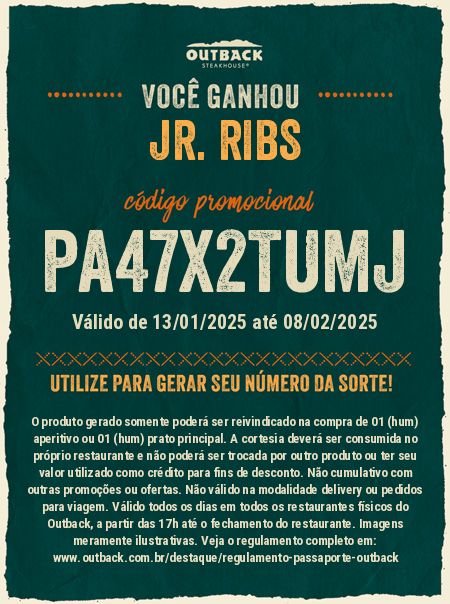 OUTBACK
STEAKHOUSE®
VOCÊ GANHOU
JR. RIBS
código promocional
PA47X2TUMJ
Válido de 13/01/2025 até 08/02/2025
UTILIZE PARA GERAR SEU NÚMERO DA SORTE!
O produto gerado somente poderá ser reivindicado na compra de 01 (hum)
aperitivo ou 01 (hum) prato principal. A cortesia deverá ser consumida no
próprio restaurante e não poderá ser trocada por outro produto ou ter seu
valor utilizado como crédito para fins de desconto. Não cumulativo com
outras promoções ou ofertas. Não válido na modalidade delivery ou pedidos
para viagem. Válido todos os dias em todos os restaurantes físicos do
Outback, a partir das 17h até o fechamento do restaurante. Imagens
meramente ilustrativas. Veja o regulamento completo em:
www.outback.com.br/destaque/regulamento-passaporte-outback